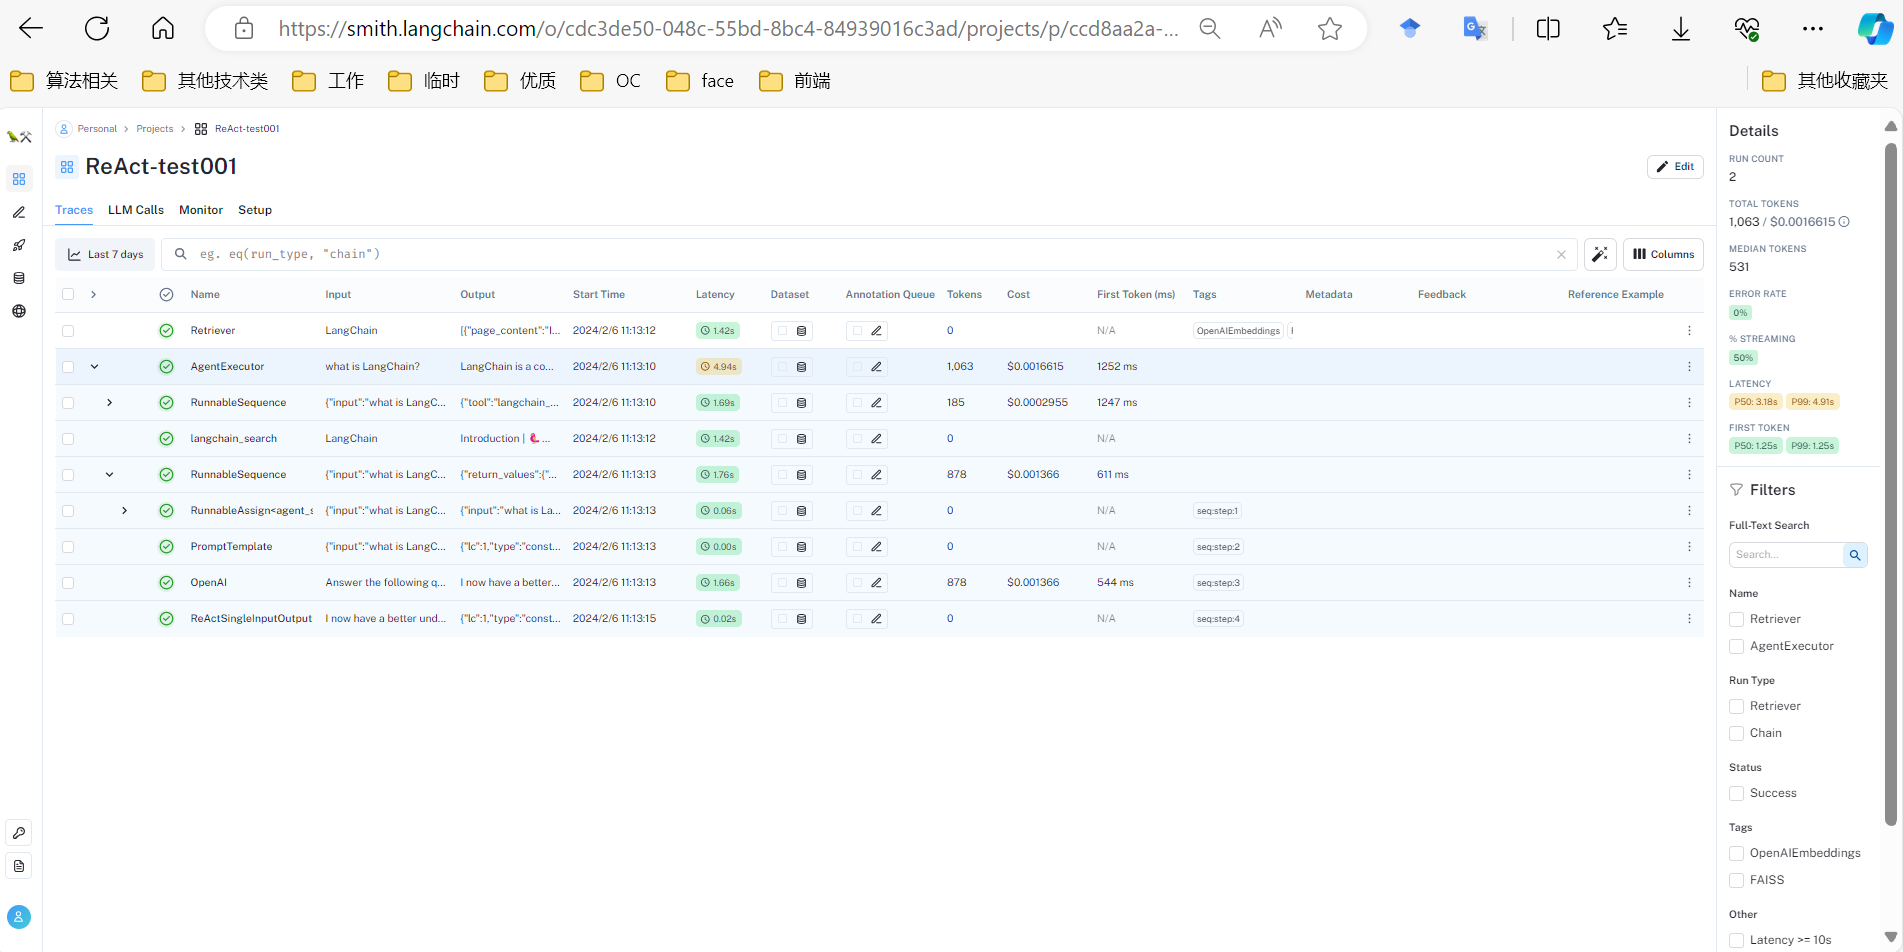 https://smith.langchain.com/o/cdc3de50-048c-55bd-8bc4-84939016c3ad/projects/p/ccd8aa2a-...
算法相关 其他技术类 工作 临时 优质 OC face 前端 其他收藏夹
Personal > Projects > ReAct-test001
ReAct-test001
Edit
Traces LLM Calls Monitor Setup
Last 7 days eg. eq(run_type, "chain") Columns
Name Input Output Start Time Latency Dataset Annotation Queue Tokens Cost First Token (ms) Tags Metadata Feedback Reference Example
Retriever LangChain [{"page_content":"I... 2024/2/6 11:13:12 1.42s 0 N/A OpenAIEmbeddings
AgentExecutor what is LangChain? LangChain is a co... 2024/2/6 11:13:10 4.94s 1,063 $0.0016615 1252 ms
RunnableSequence {"input":"what is LangC... {"tool":"langchain_... 2024/2/6 11:13:10 1.69s 185 $0.0002955 1247 ms
langchain_search LangChain Introduction | 🦜️... 2024/2/6 11:13:12 1.42s 0 N/A
RunnableSequence {"input":"what is LangC... {"return_values":{"... 2024/2/6 11:13:13 1.76s 878 $0.001366 611 ms
RunnableAssign<agent_s {"input":"what is LangC... {"input":"what is La... 2024/2/6 11:13:13 0.06s 0 N/A seq:step:1
PromptTemplate {"input":"what is LangC... {"lc":1,"type":"const... 2024/2/6 11:13:13 0.00s 0 N/A seq:step:2
OpenAI Answer the following q... I now have a better... 2024/2/6 11:13:13 1.66s 878 $0.001366 544 ms seq:step:3
ReActSingleInputOutput I now have a better und... {"lc":1,"type":"const... 2024/2/6 11:13:15 0.02s 0 N/A seq:step:4
Details
RUN COUNT
2
TOTAL TOKENS
1,063 / $0.0016615
MEDIAN TOKENS
531
ERROR RATE
0%
% STREAMING
50%
LATENCY
P50: 3.18s P99: 4.91s
FIRST TOKEN
P50: 1.25s P99: 1.25s
Filters
Full-Text Search
Search...
Name
Retriever
AgentExecutor
Run Type
Retriever
Chain
Status
Success
Tags
OpenAIEmbeddings
FAISS
Other
Latency >= 10s